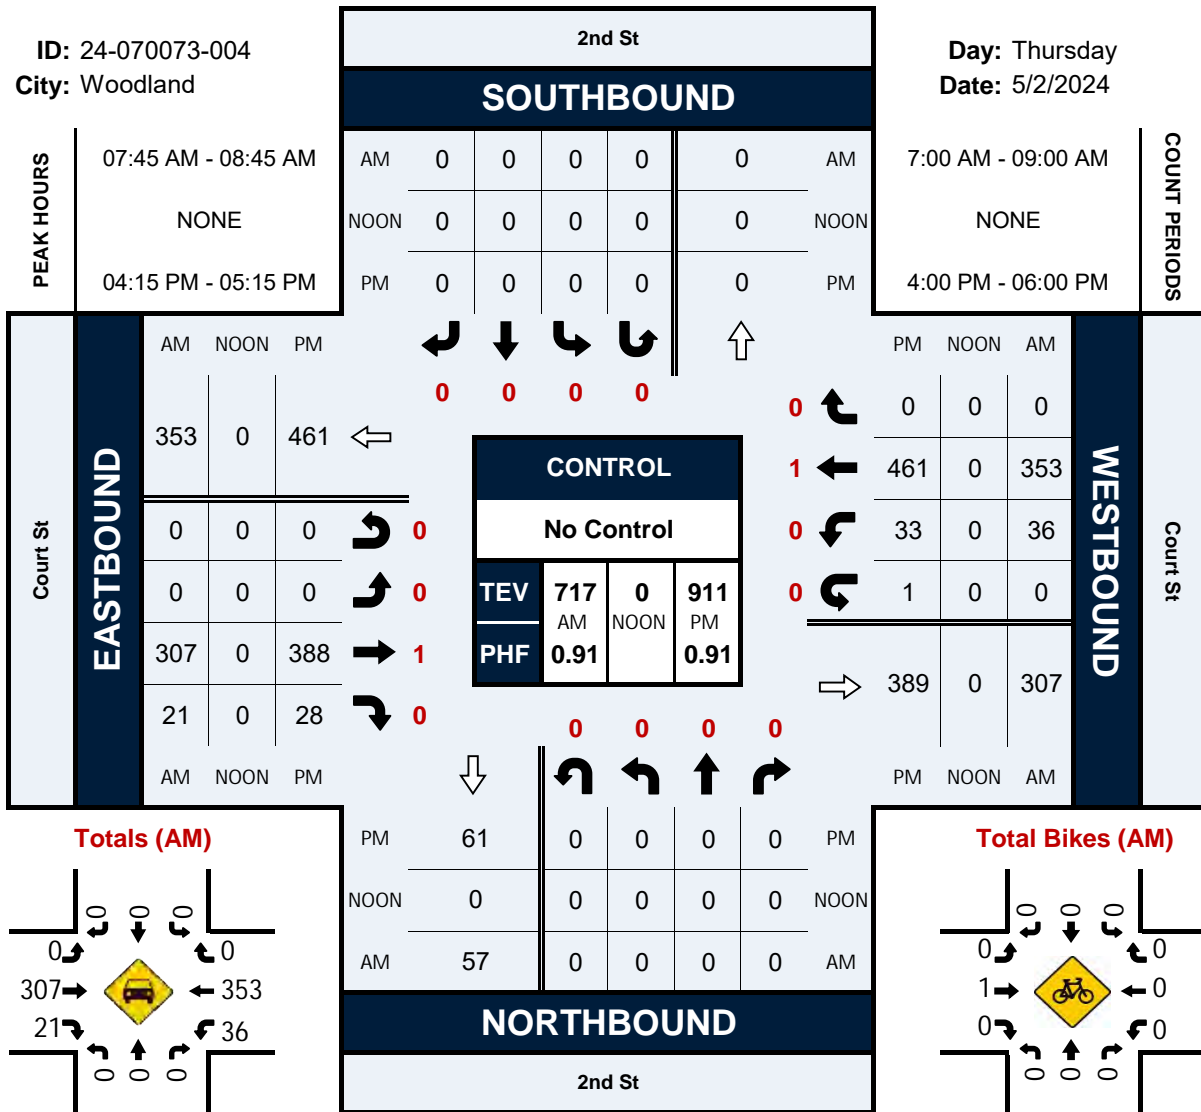 2nd St
ID: 24-070073-004
Day: Thursday
City: Woodland
Date: 5/2/2024
SOUTHBOUND
PEAK HOURS
07:45 AM - 08:45 AM
AM 0 0 0 0 0 AM
7:00 AM - 09:00 AM
COUNT PERIODS
NONE
NOON 0 0 0 0 0 NOON
NONE
04:15 PM - 05:15 PM
PM 0 0 0 0 0 PM
4:00 PM - 06:00 PM
AM NOON PM
PM NOON AM
0 0 0 0
353 0 461
0 0 0 0
1 461 0 353
0 33 0 36
0 1 0 0
389 0 307
PM NOON AM
Court St
EASTBOUND
0 0 0 0
0 0 0 0
307 0 388 1
21 0 28 0
AM NOON PM
CONTROL
No Control
TEV 717 0 911
AM NOON PM
PHF 0.91 0.91
WESTBOUND
Court St
0 0 0 0
PM 61 0 0 0 0 PM
NOON 0 0 0 0 0 NOON
AM 57 0 0 0 0 AM
NORTHBOUND
2nd St
Totals (AM)
0 0 0
0 0
307 353
21 36
0 0 0
Total Bikes (AM)
0 0 0
0 0
1 0
0 0
0 0 0